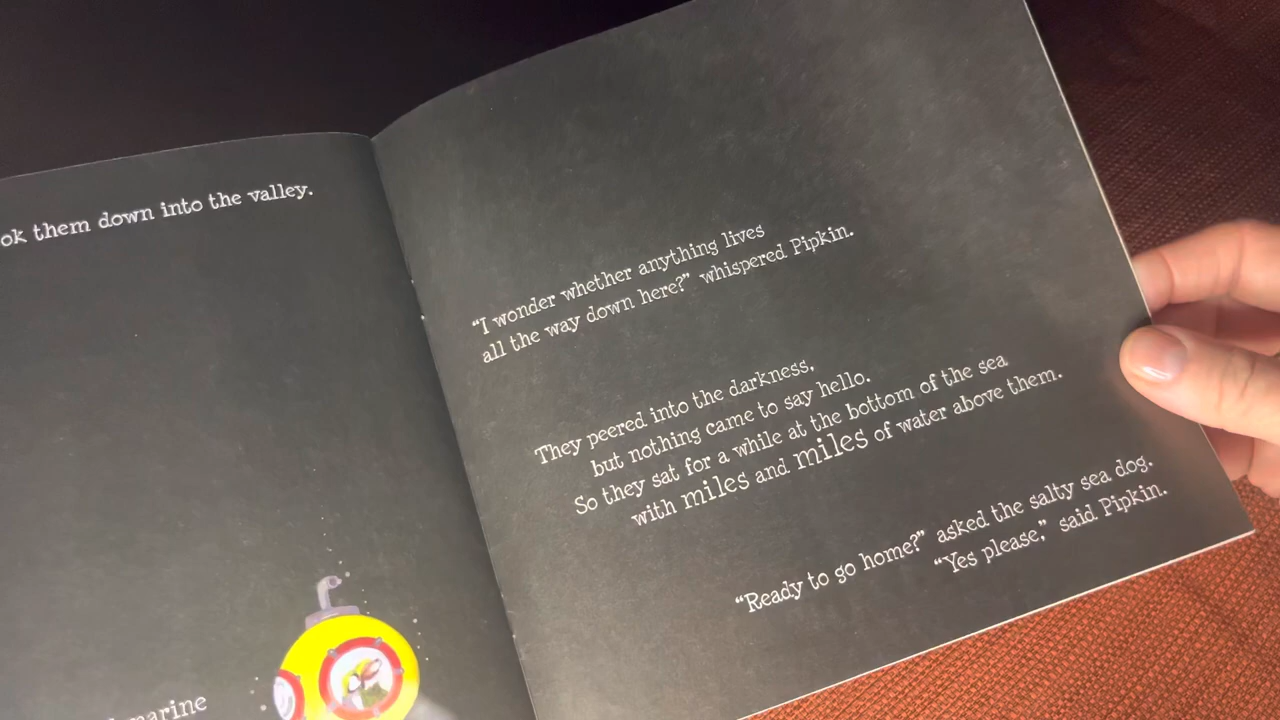 them down into the valley.
"I wonder whether anything lives
all the way down here?" whispered Pipkin.
They peered into the darkness,
but nothing came to say hello.
So they sat for a while at the bottom of the sea
with miles and miles of water above them.
"Ready to go home?" asked the salty sea dog.
"Yes please," said Pipkin.